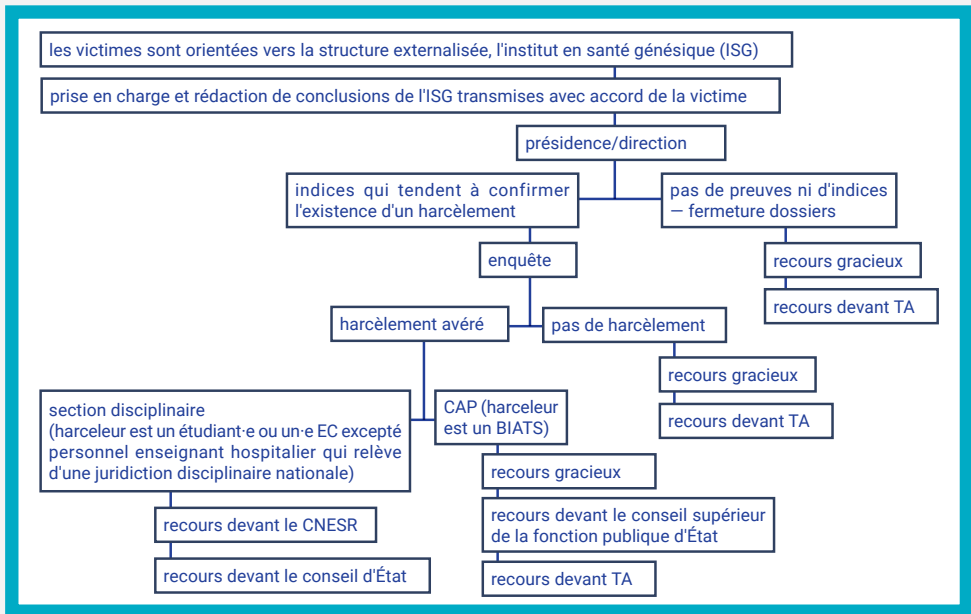 les victimes sont orientées vers la structure externalisée, l'institut en santé génésique (ISG)
prise en charge et rédaction de conclusions de l'ISG transmises avec accord de la victime
présidence/direction
indices qui tendent à confirmer
l'existence d'un harcèlement
pas de preuves ni d'indices
— fermeture dossiers
recours gracieux
recours devant TA
enquête
harcèlement avéré
pas de harcèlement
recours gracieux
recours devant TA
section disciplinaire
(harceleur est un étudiant·e ou un·e EC excepté
personnel enseignant hospitalier qui relève
d'une juridiction disciplinaire nationale)
recours devant le CNESR
recours devant le conseil d'État
CAP (harceleur
est un BIATS)
recours gracieux
recours devant le conseil supérieur
de la fonction publique d'État
recours devant TA